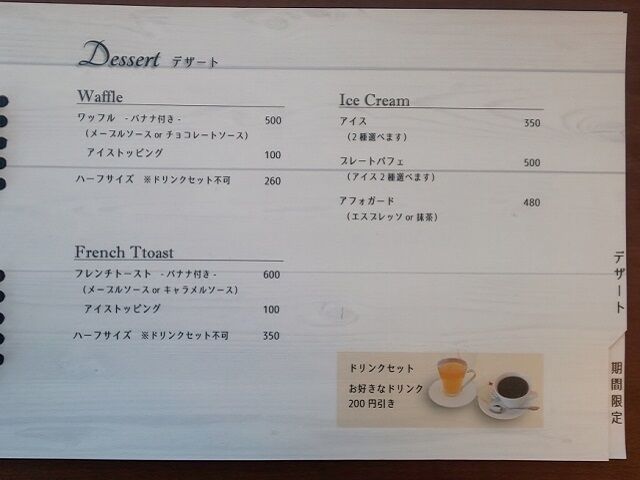 Dessert デザート
Waffle
ワッフル -バナナ付き- 500
（メープルソース or チョコレートソース）
アイストッピング 100
ハーフサイズ ※ドリンクセット不可 260
French Ttoast
フレンチトースト -バナナ付き- 600
（メープルソース or キャラメルソース）
アイストッピング 100
ハーフサイズ ※ドリンクセット不可 350
Ice Cream
アイス 350
（2種選べます）
プレートパフェ 500
（アイス2種選べます）
アフォガード 480
（エスプレッソ or 抹茶）
ドリンクセット
お好きなドリンク
200円引き
デザート
期間限定